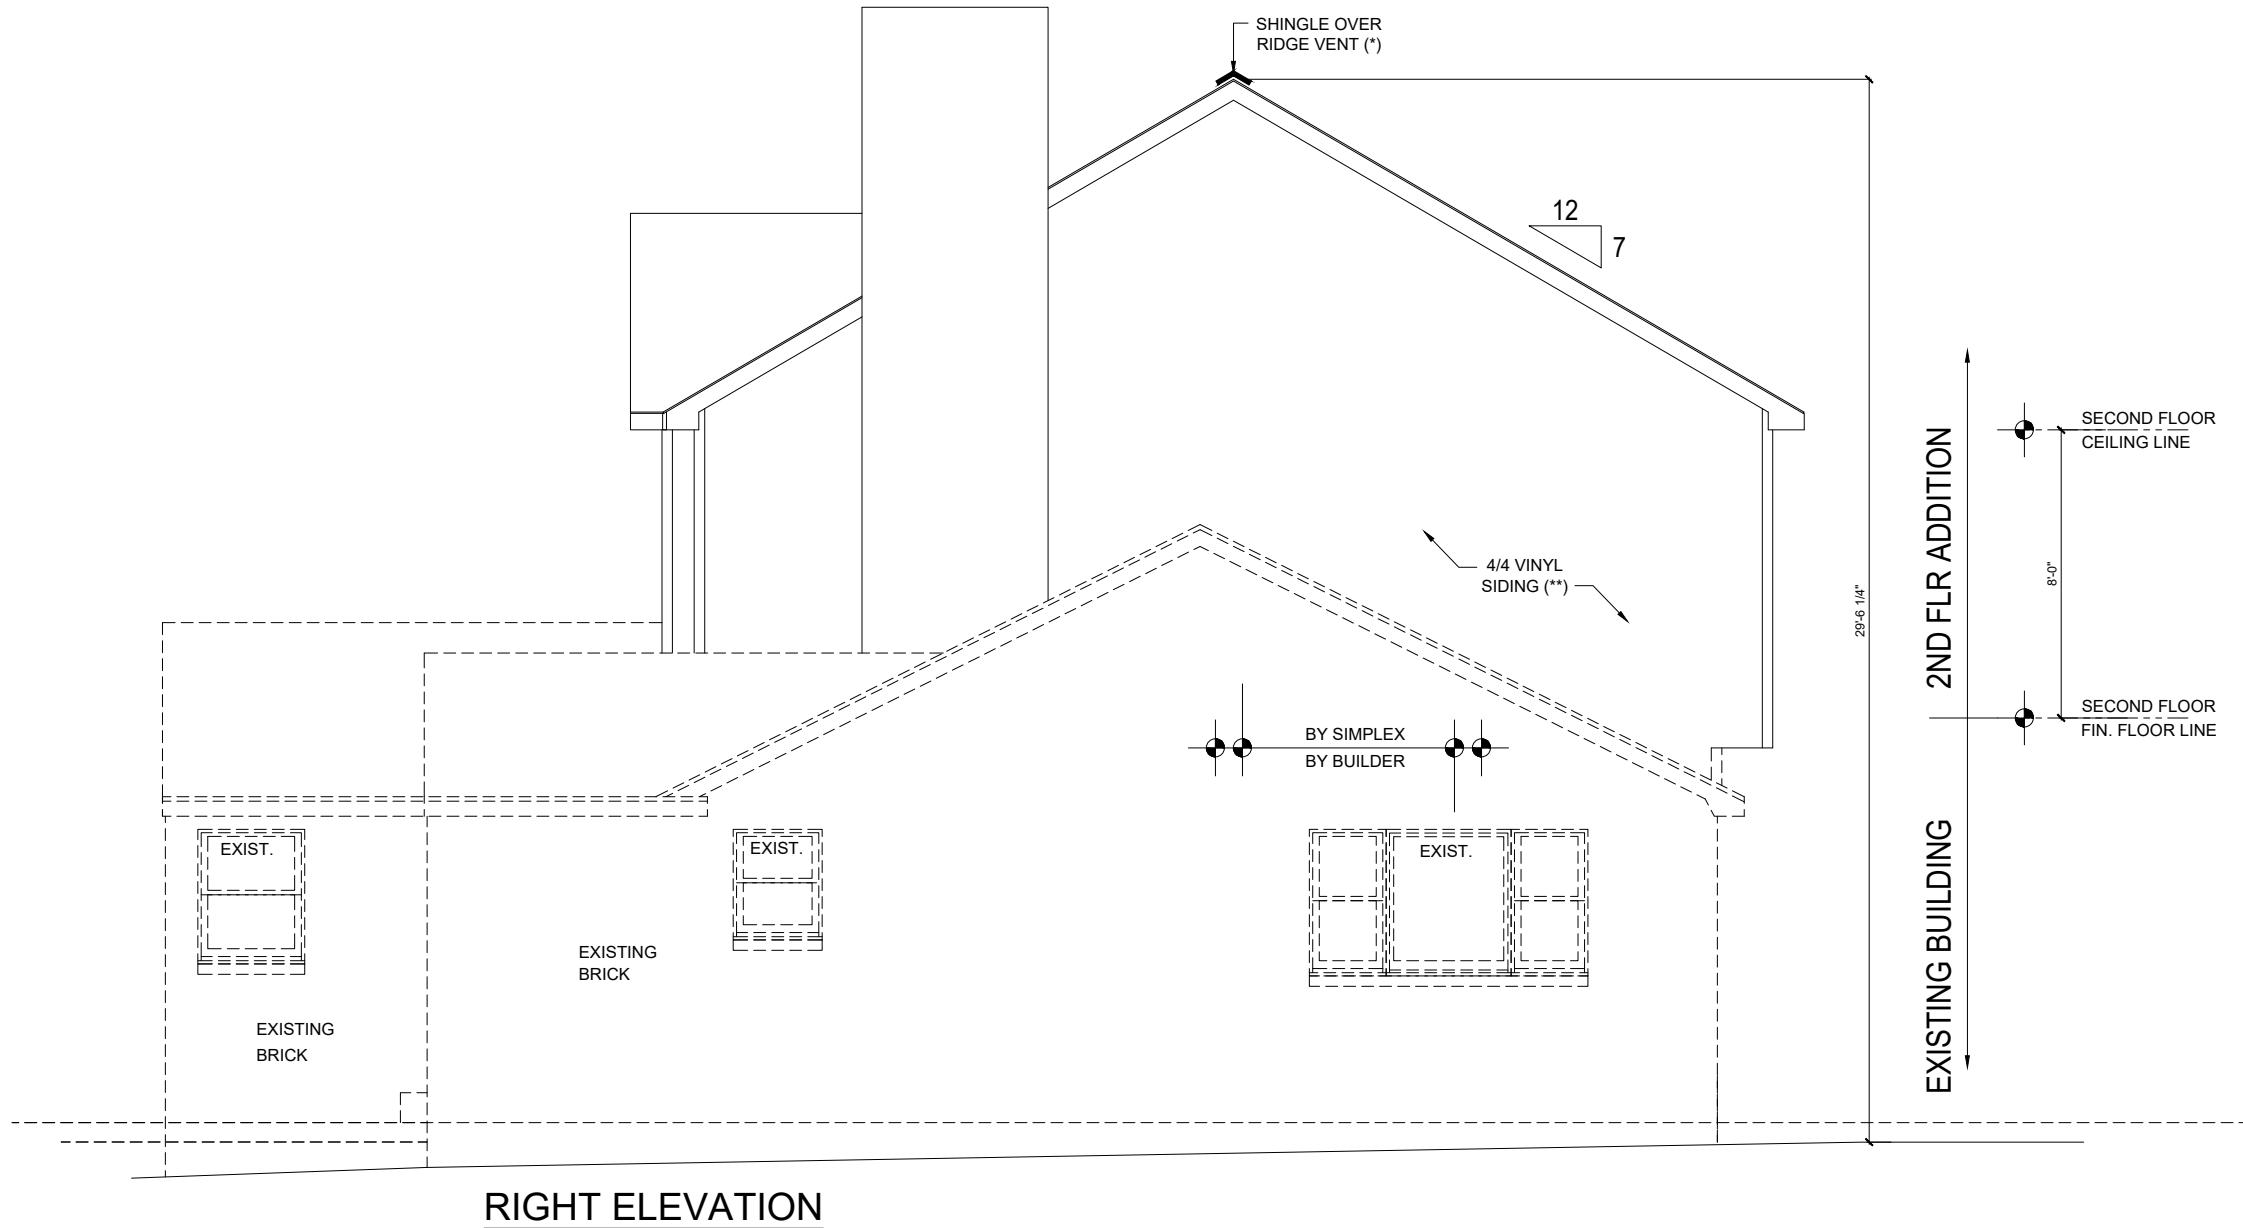 SHINGLE OVER
RIDGE VENT (*)
12
7
SECOND FLOOR
CEILING LINE
2ND FLR ADDITION
8'-0"
29'-6 1/4"
4/4 VINYL
SIDING (**)
SECOND FLOOR
FIN. FLOOR LINE
BY SIMPLEX
BY BUILDER
EXIST.
EXIST.
EXIST.
EXISTING BUILDING
EXISTING
BRICK
EXISTING
BRICK
RIGHT ELEVATION